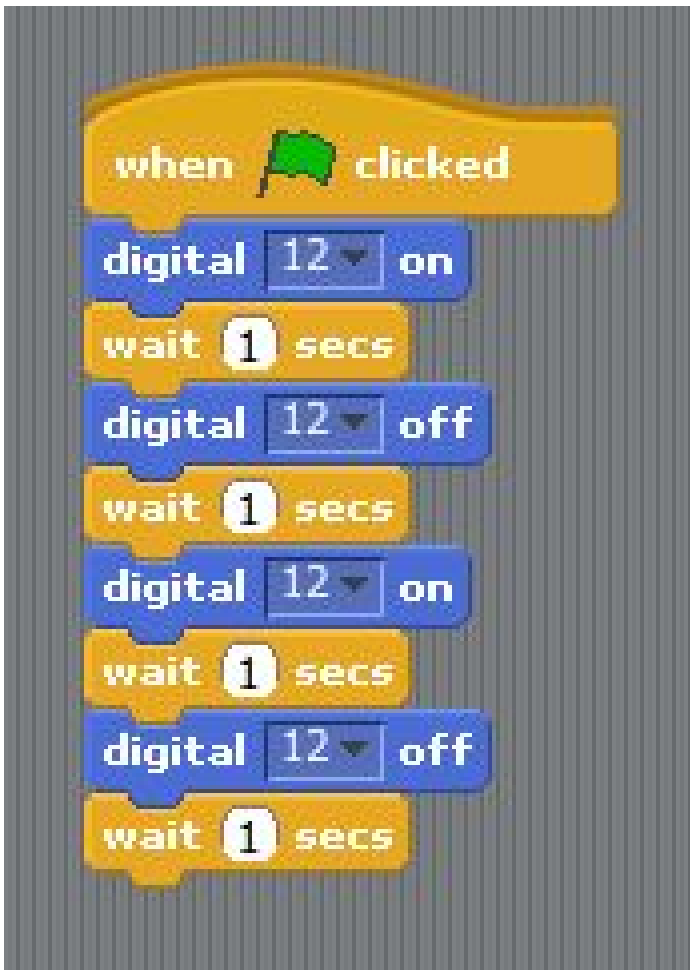 when clicked
digital 12 on
wait 1 secs
digital 12 off
wait 1 secs
digital 12 on
wait 1 secs
digital 12 off
wait 1 secs